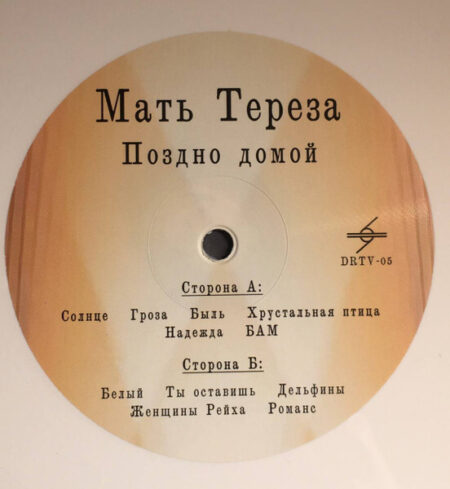 Мать Тереза
Поздно домой
DRTV-05
Сторона А:
Солнце Гроза Быль Хрустальная птица
Надежда БАМ
Сторона Б:
Белый Ты оставишь Дельфины
Женщины Рейха Романс